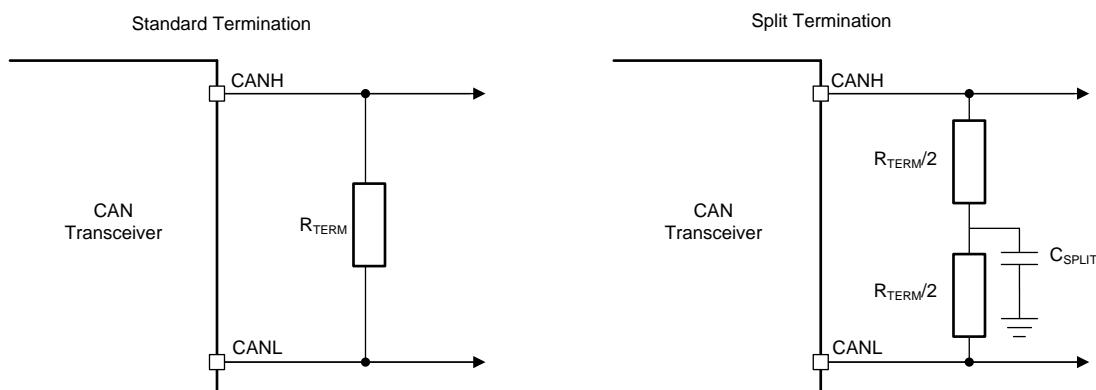 Standard Termination
CANH
CAN
Transceiver
RTERM
CANL
Split Termination
CANH
RTERM/2
CAN
Transceiver
CSPLIT
RTERM/2
CANL